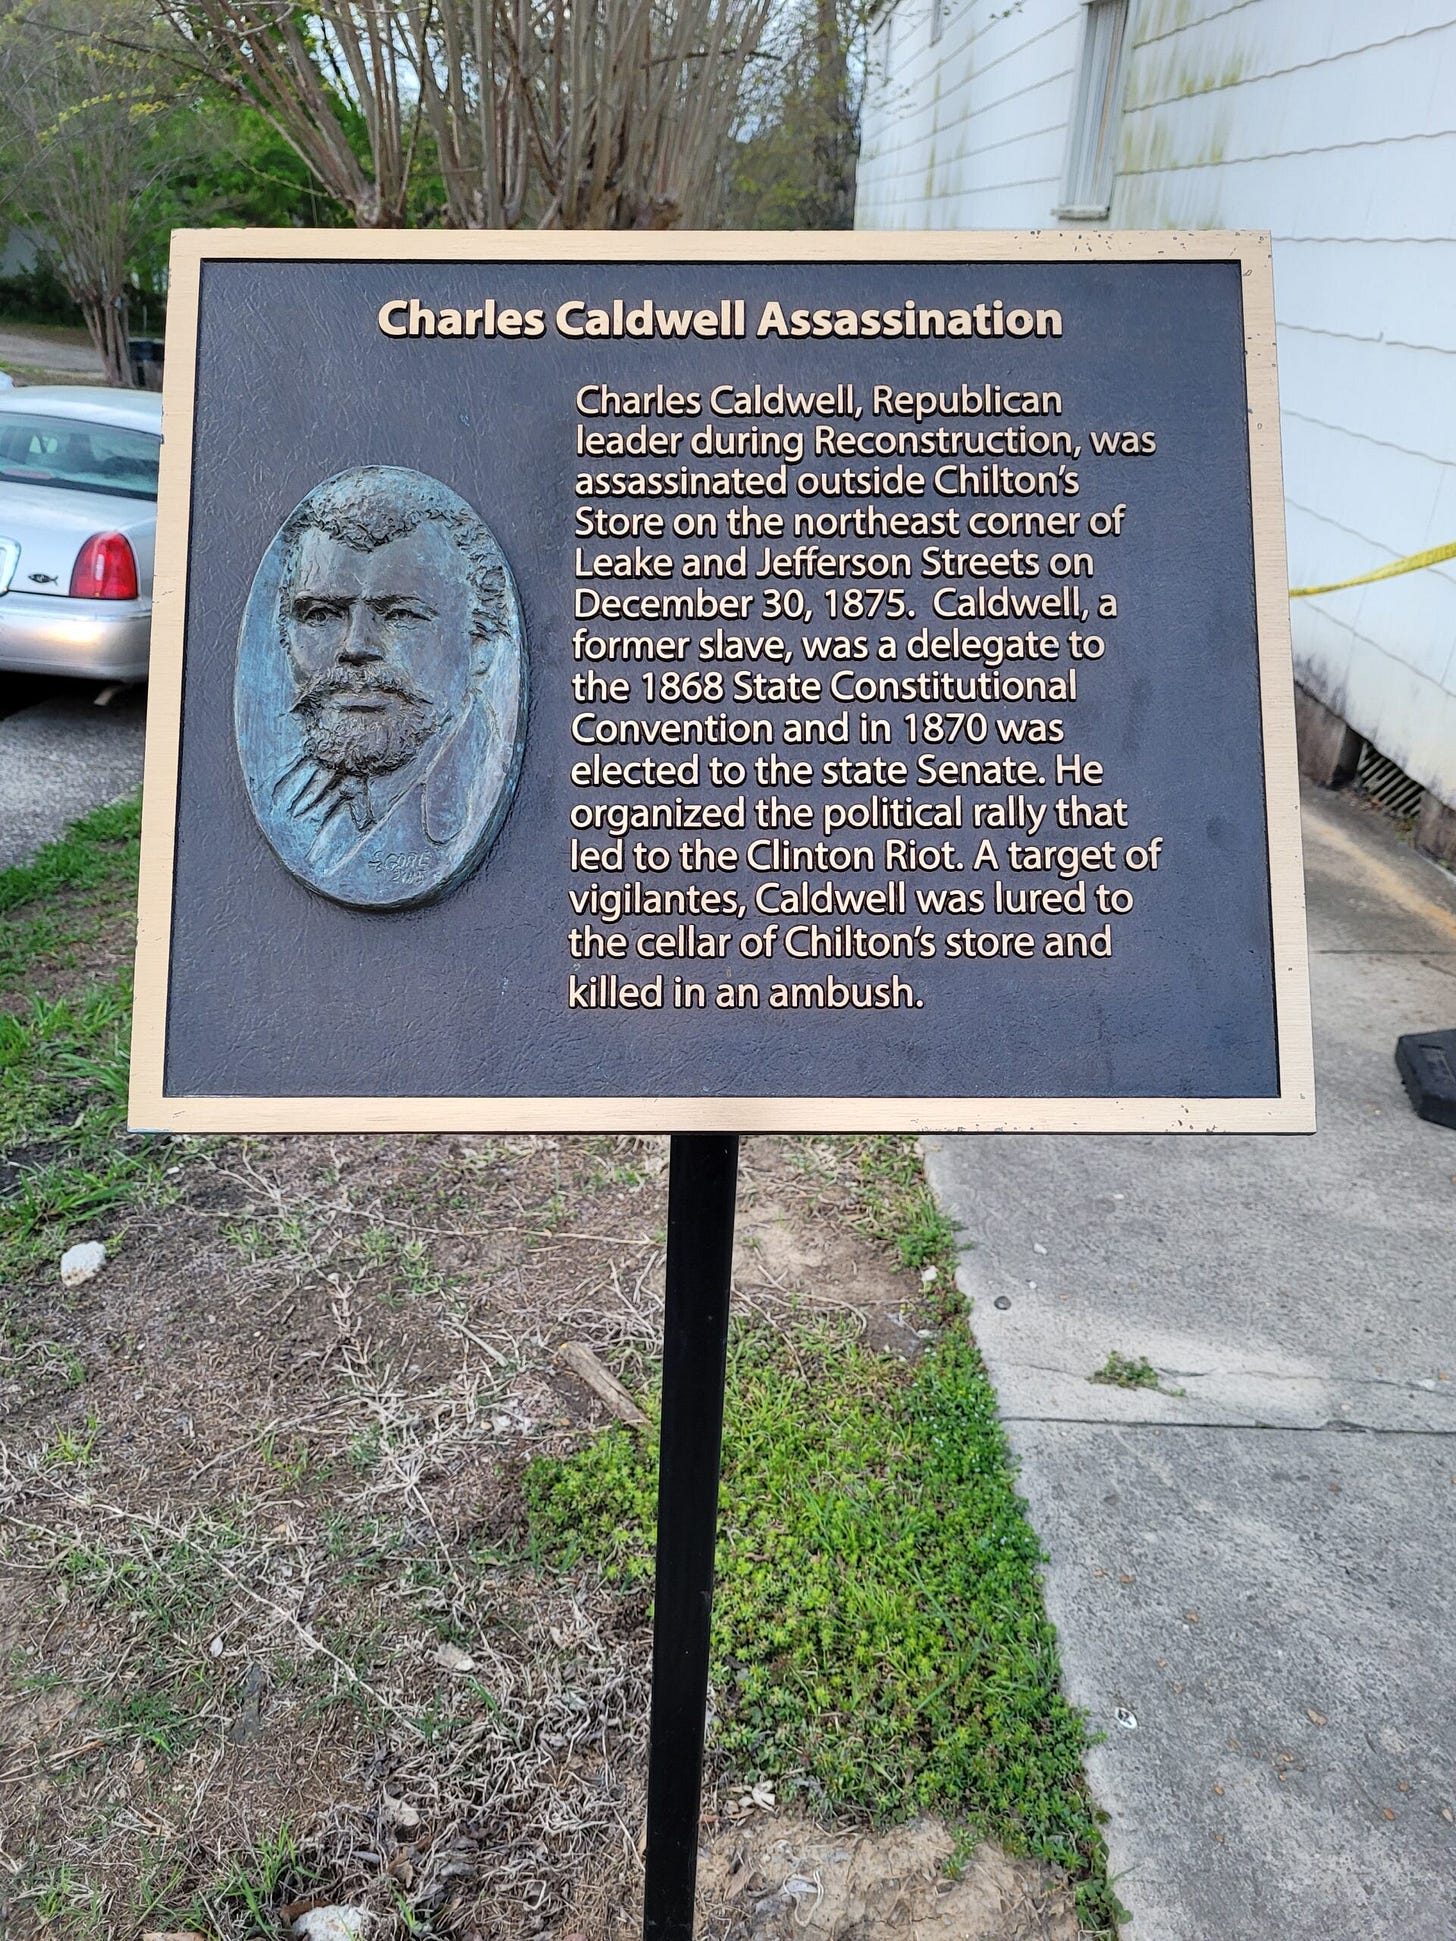 Charles Caldwell Assassination
Charles Caldwell, Republican
leader during Reconstruction, was
assassinated outside Chilton's
Store on the northeast corner of
Leake and Jefferson Streets on
December 30, 1875. Caldwell, a
former slave, was a delegate to
the 1868 State Constitutional
Convention and in 1870 was
elected to the state Senate. He
organized the political rally that
led to the Clinton Riot. A target of
vigilantes, Caldwell was lured to
the cellar of Chilton's store and
killed in an ambush.
GORE